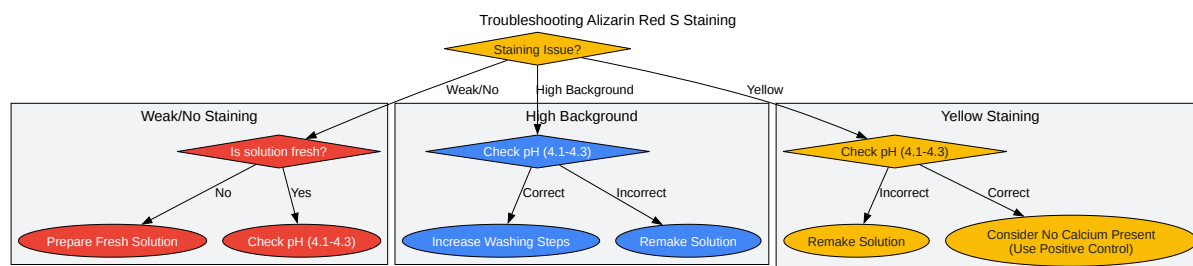 Troubleshooting Alizarin Red S Staining
Staining Issue?
Weak/No
High Background
Yellow
Weak/No Staining
High Background
Yellow Staining
Is solution fresh?
Check pH (4.1-4.3)
Check pH (4.1-4.3)
No
Yes
Correct
Incorrect
Incorrect
Correct
Prepare Fresh Solution
Check pH (4.1-4.3)
Increase Washing Steps
Remake Solution
Remake Solution
Consider No Calcium Present
(Use Positive Control)